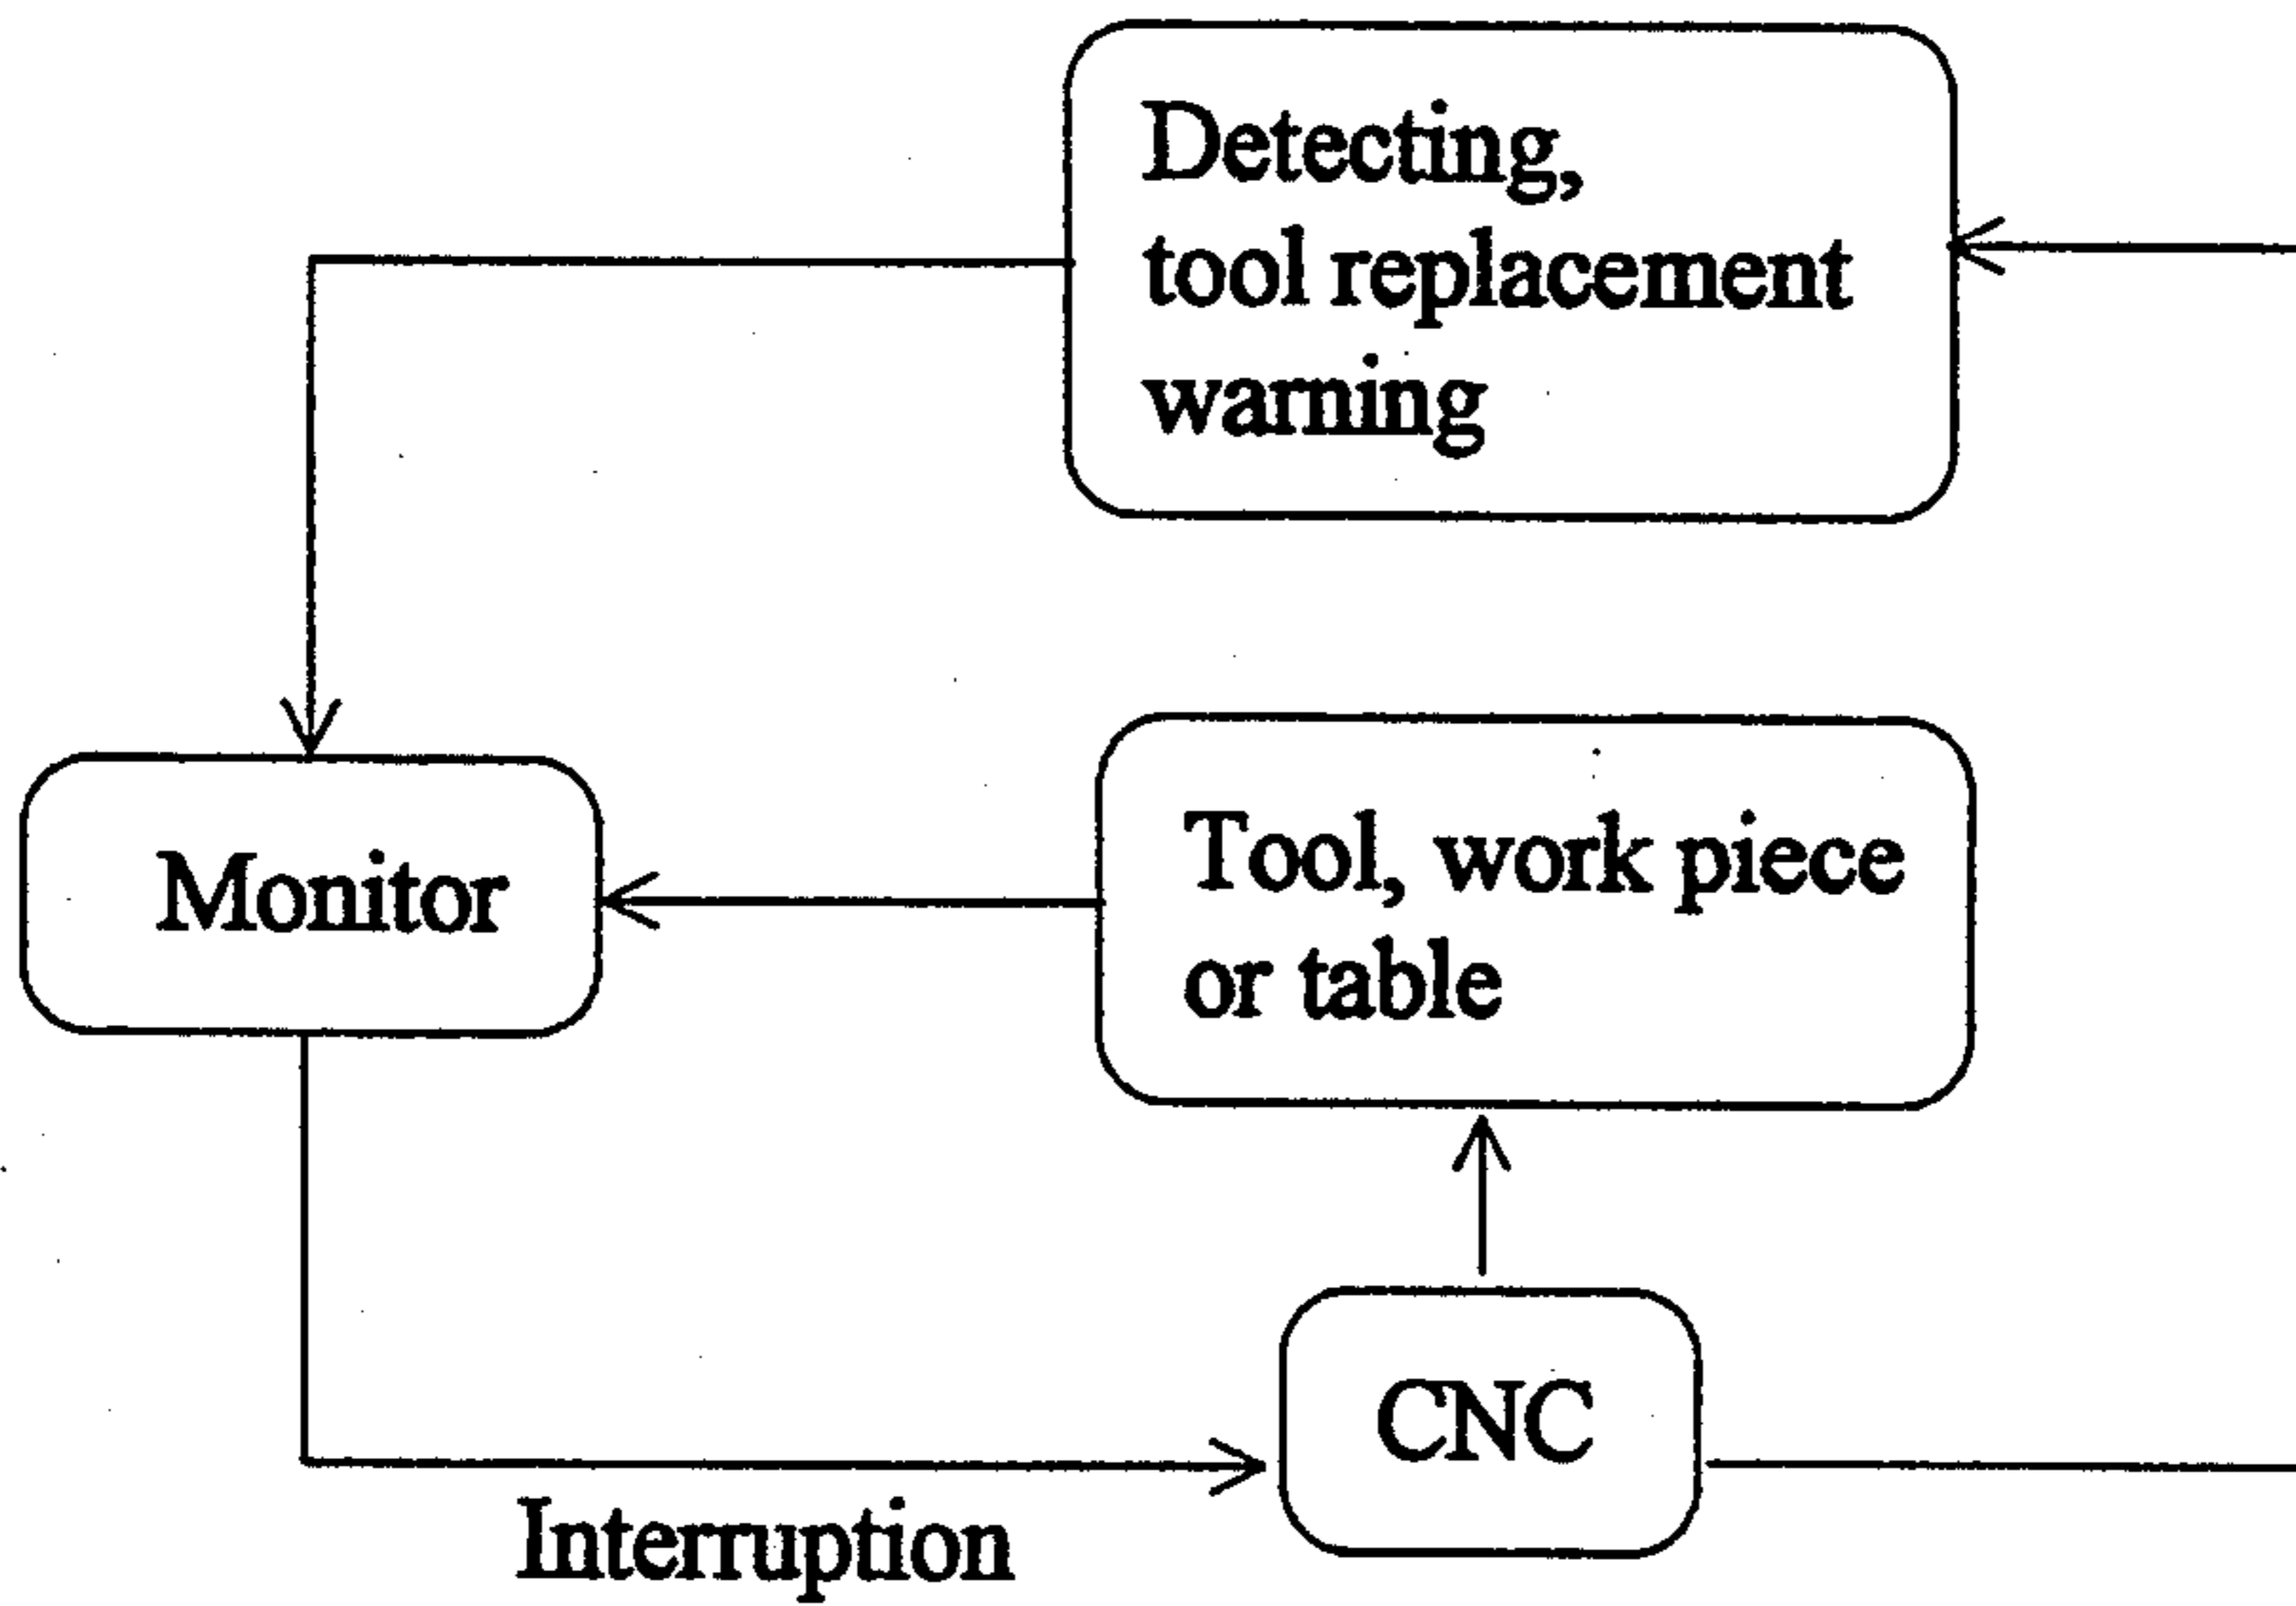 Detecting,
tool replacement
warning
Monitor
Tool, work piece
or table
CNC
Interruption